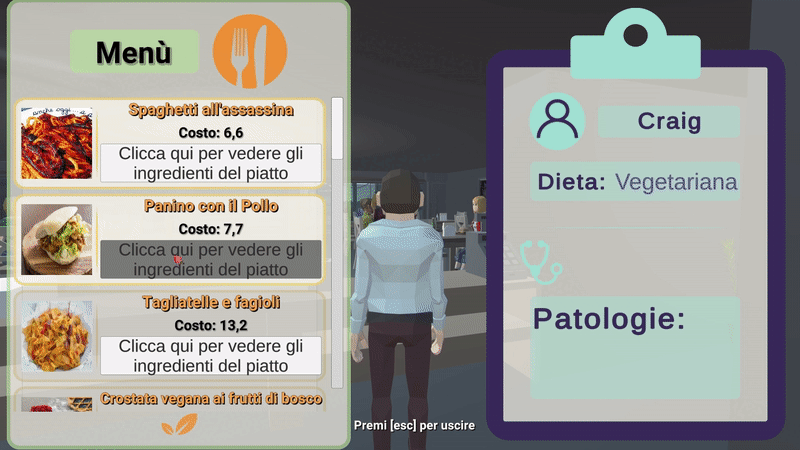 Menù
Spaghetti all'assassina
Costo: 6,6
Clicca qui per vedere gli
ingredienti del piatto
Panino con il Pollo
Costo: 7,7
Clicca qui per vedere gli
ingredienti del piatto
Tagliatelle e fagioli
Costo: 13,2
Clicca qui per vedere gli
ingredienti del piatto
Crostata vegana ai frutti di bosco
Premi [esc] per uscire
Craig
Dieta: Vegetariana
Patologie: